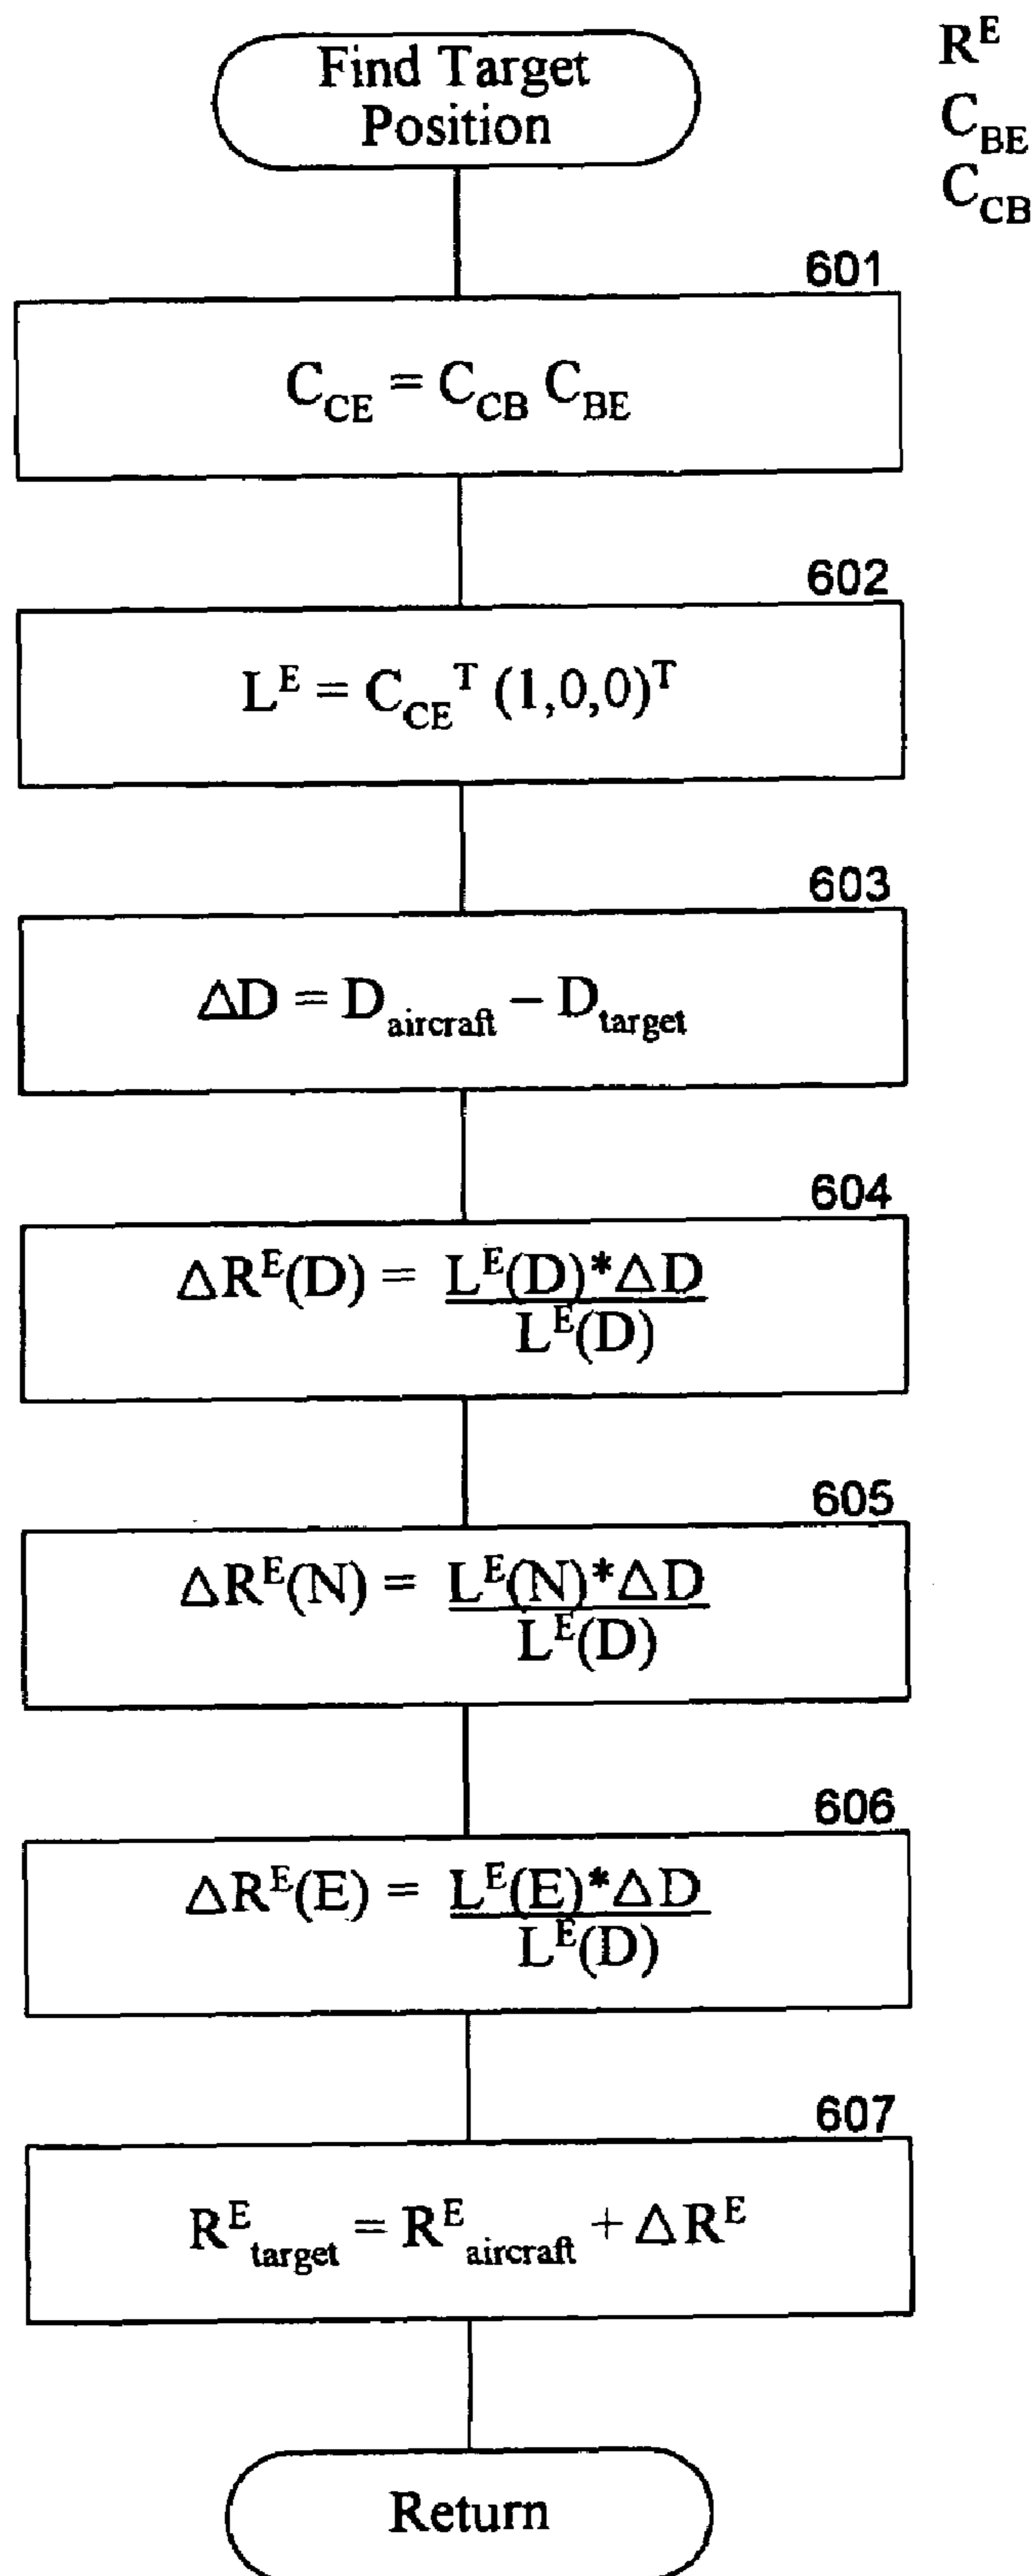 Find Target
Position
R^E
C_BE
C_CB
601
C_CE = C_CB C_BE
602
L^E = C_CE^T (1,0,0)^T
603
ΔD = D_aircraft – D_target
604
ΔR^E(D) = L^E(D)*ΔD
L^E(D)
605
ΔR^E(N) = L^E(N)*ΔD
L^E(D)
606
ΔR^E(E) = L^E(E)*ΔD
L^E(D)
607
R^E_target = R^E_aircraft + ΔR^E
Return